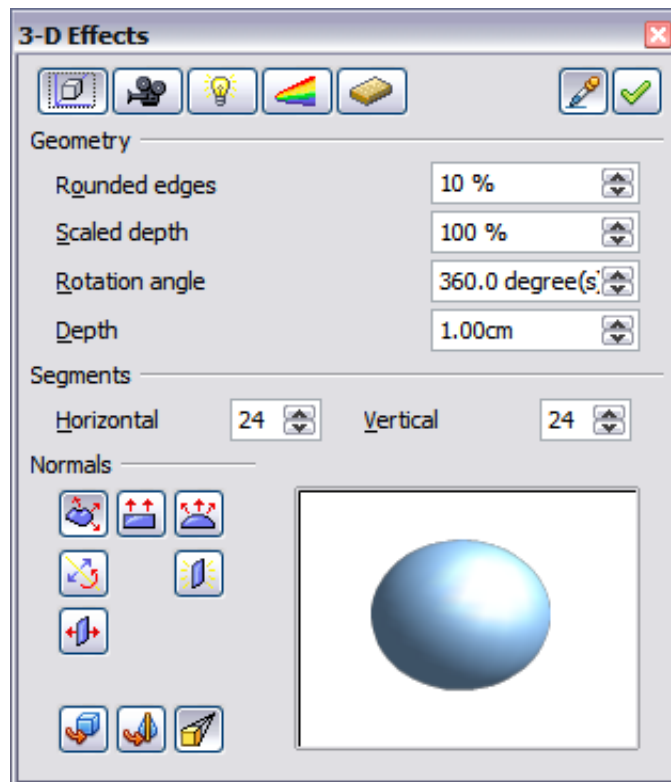 3-D Effects
Geometry
Rounded edges 10 %
Scaled depth 100 %
Rotation angle 360.0 degree(s)
Depth 1.00cm
Segments
Horizontal 24 Vertical 24
Normals